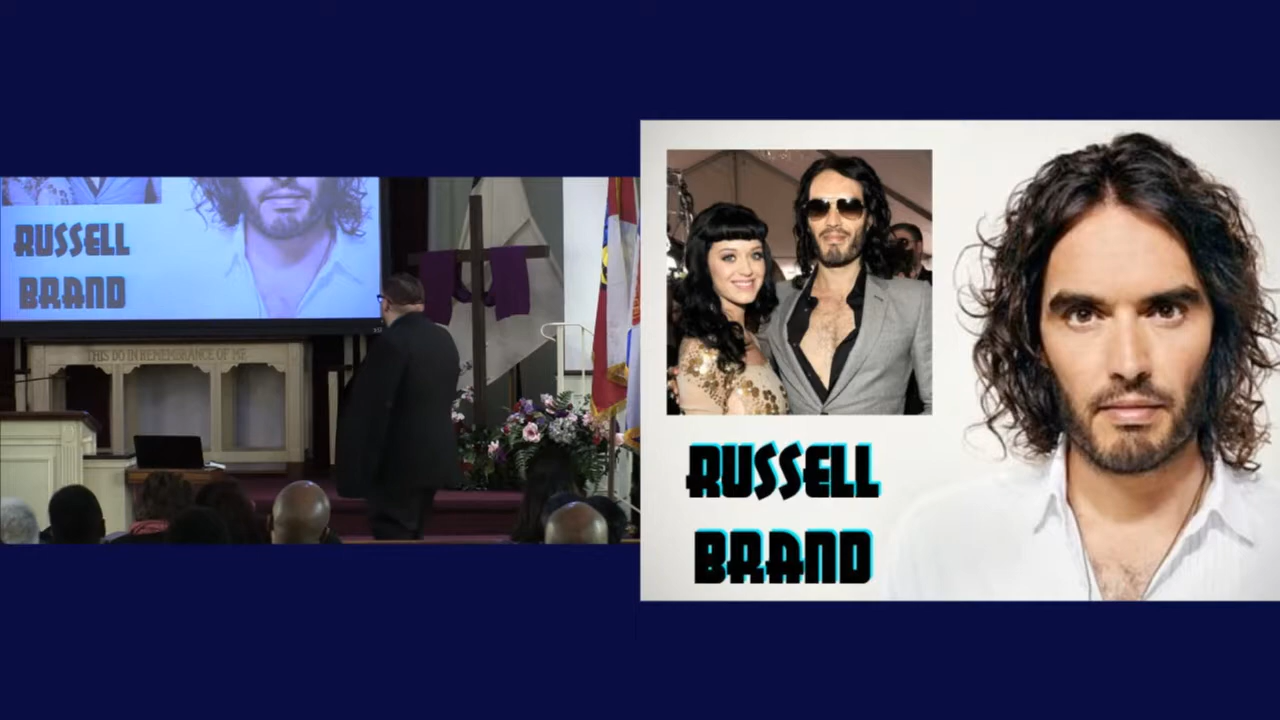 RUSSELL
BRAND
THIS DO IN REMEMBRANCE OF ME
RUSSELL
BRAND